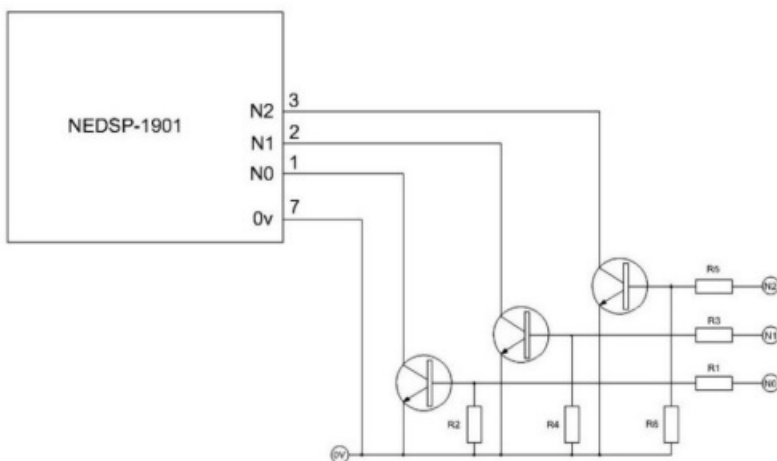 NEDSP-1901
N2 3
N1 2
N0 1
0v 7
R5 N2
R3 N1
R1 N0
R2 R4 R6
0V